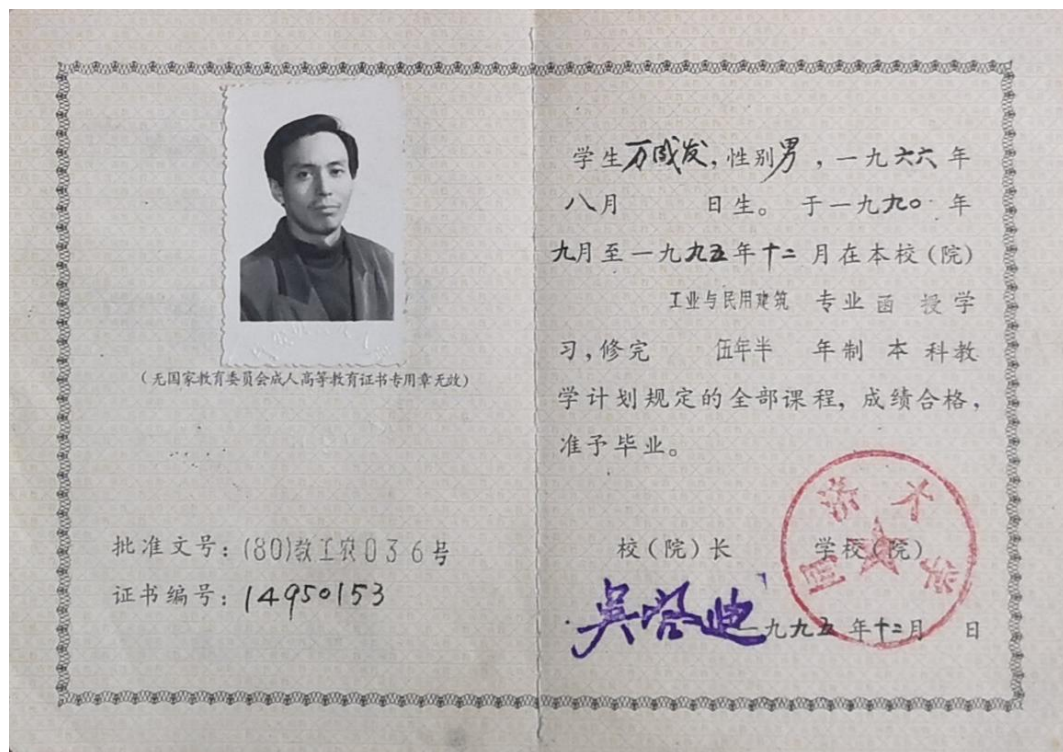 (无国家教育委员会成人高等教育证书专用章无效)
批准文号:(80)教工农036号
证书编号:14950153
学生万成发,性别男,一九六六年
八月 日生。于一九九〇年
九月至一九九五年十二月在本校(院)
工业与民用建筑 专业函授学
习,修完 伍年半 年制 本科教
学计划规定的全部课程,成绩合格,
准予毕业。
校(院)长 学校(院)
吴启迪
同济大学
一九九五年十二月 日